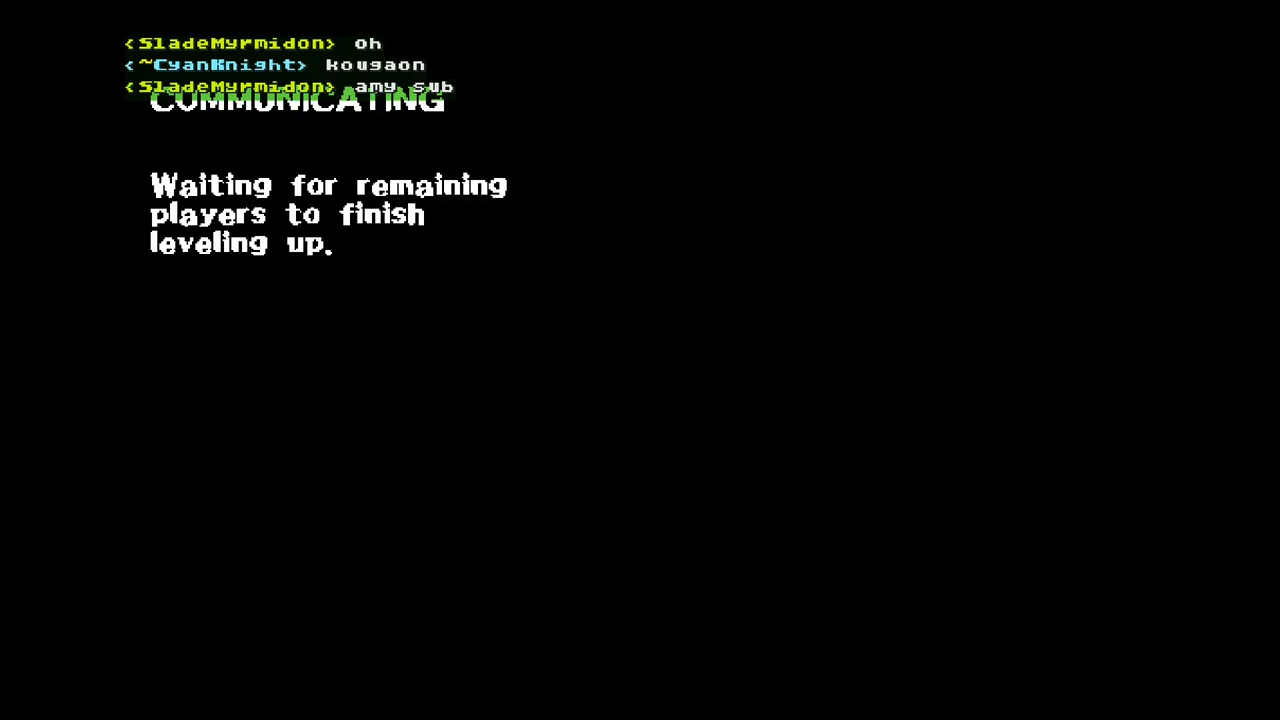 <SladeMyrmidon> oh
<~CyanKnight> kougaon
<SladeMyrmidon> amy sub
COMMUNICATING
Waiting for remaining
players to finish
leveling up.